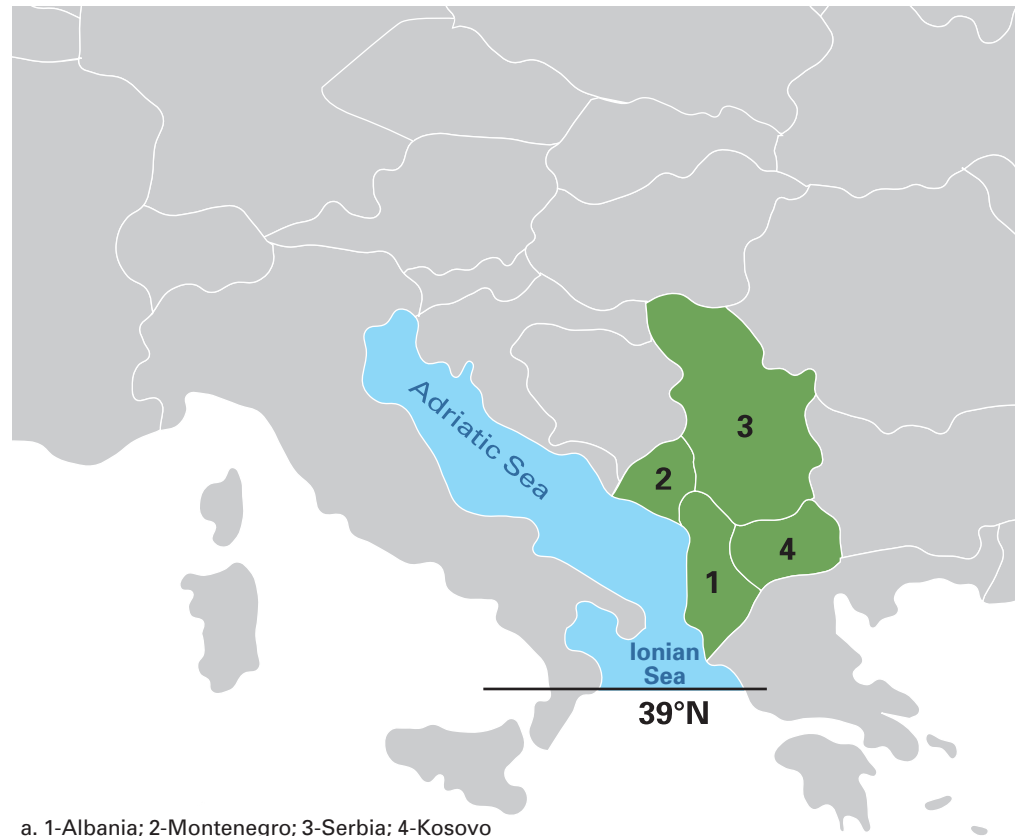 Adriatic Sea
3
2
4
1
Ionian
Sea
39°N
a. 1-Albania; 2-Montenegro; 3-Serbia; 4-Kosovo